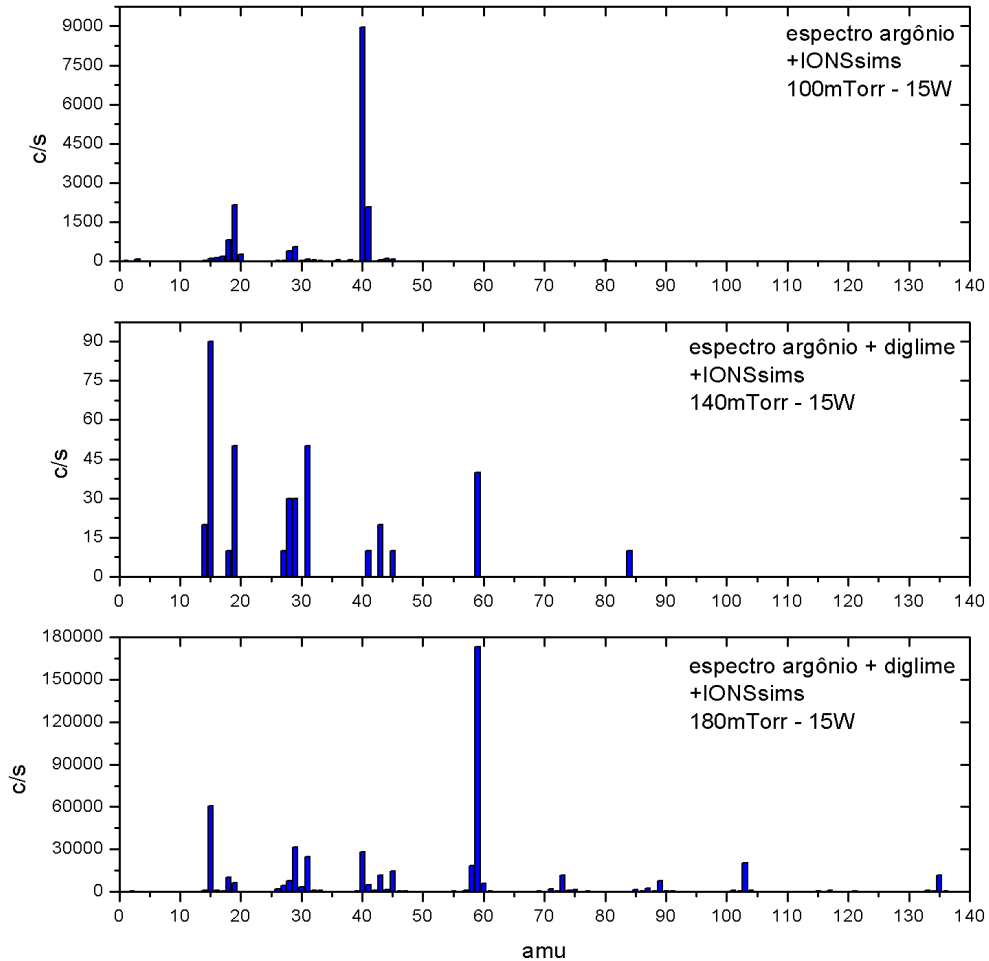 9000
7500
6000
4500
3000
1500
0
c/s
espectro argônio
+IONSsims
100mTorr - 15W
0 10 20 30 40 50 60 70 80 90 100 110 120 130 140
90
75
60
45
30
15
0
c/s
espectro argônio + diglime
+IONSsims
140mTorr - 15W
0 10 20 30 40 50 60 70 80 90 100 110 120 130 140
180000
150000
120000
90000
60000
30000
0
c/s
espectro argônio + diglime
+IONSsims
180mTorr - 15W
0 10 20 30 40 50 60 70 80 90 100 110 120 130 140
amu